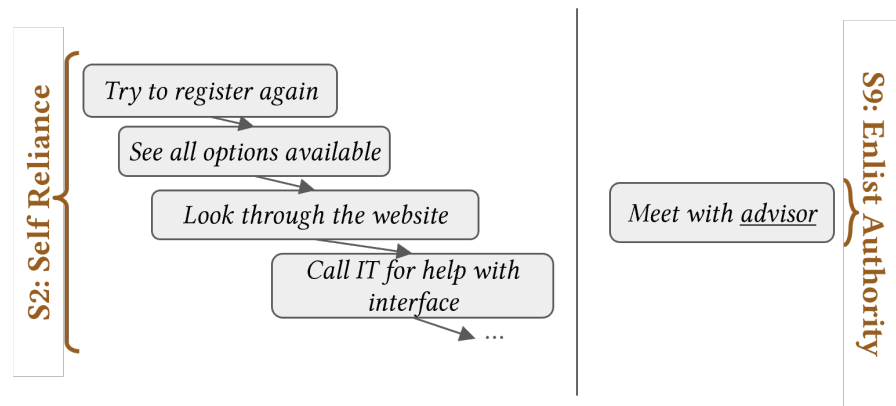 S2: Self Reliance
Try to register again
See all options available
Look through the website
Call IT for help with
interface
...
Meet with advisor
S9: Enlist Authority